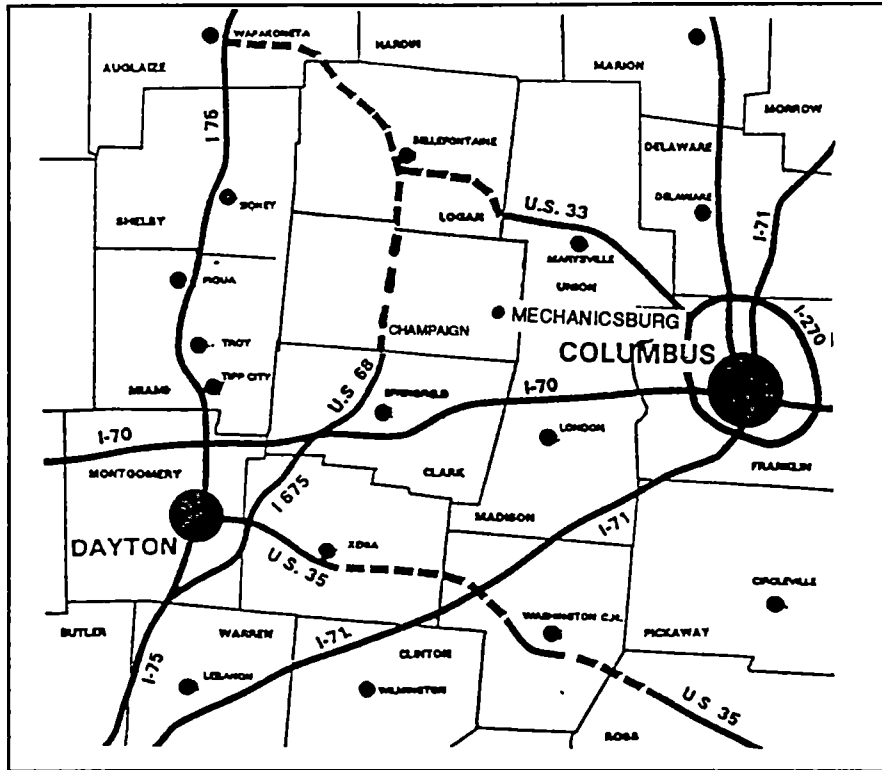 WAPAKONETA
HARDIN
AUGLAIZE
MARION
MORROW
I 75
BELLEFONTAINE
DELAWARE
SIDNEY
DELAWARE
I-71
SHELBY
LOGAN
U.S. 33
MARYSVILLE
PIQUA
UNION
I-270
CHAMPAIGN
MECHANICSBURG
TROY
COLUMBUS
TIPP CITY
U.S 68
MIAMI
SPRINGFIELD
I-70
I-70
LONDON
MONTGOMERY
CLARK
FRANKLIN
I 675
MADISON
I-71
DAYTON
U.S. 35
CIRCLEVILLE
WASHINGTON C.H.
BUTLER
WARREN
I-71
PICKAWAY
I-75
CLINTON
LEBANON
WILMINGTON
U S 35
ROSS